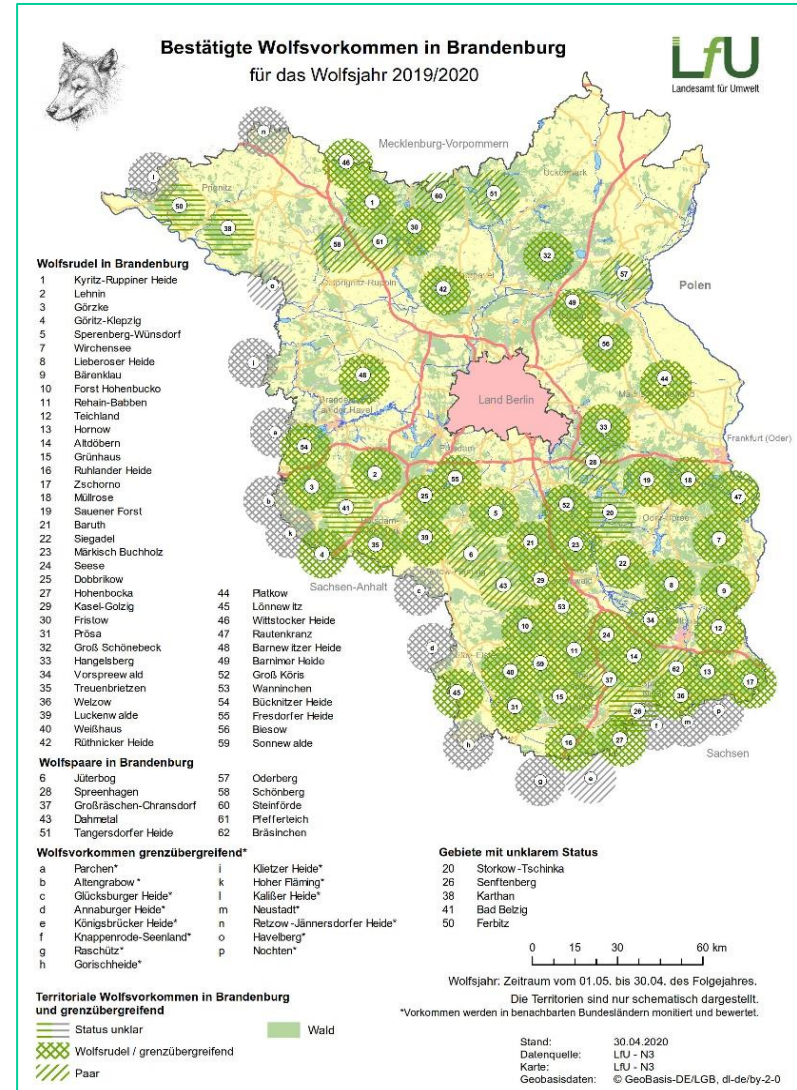 Bestätigte Wolfsvorkommen in Brandenburg
für das Wolfsjahr 2019/2020
LfU
Landesamt für Umwelt
Mecklenburg-Vorpommern
Prignitz
Uckermark
Polen
Land Berlin
Frankfurt (Oder)
Sachsen-Anhalt
Sachsen
Wolfsrudel in Brandenburg
1 Kyritz-Ruppiner Heide
2 Lehnin
3 Görzke
4 Göritz-Klepzig
5 Sperenberg-Wünsdorf
7 Wirchensee
8 Lieberoser Heide
9 Bärenklau
10 Forst Hohenbucko
11 Rehain-Babben
12 Teichland
13 Hornow
14 Altdöbern
15 Grünhaus
16 Ruhlander Heide
17 Zschorno
18 Müllrose
19 Sauener Forst
21 Baruth
22 Siegadel
23 Märkisch Buchholz
24 Seese
25 Dobbrikow
27 Hohenbocka
29 Kasel-Golzig
30 Fristow
31 Prösa
32 Groß Schönebeck
33 Hangelsberg
34 Vorspreewald
35 Treuenbrietzen
36 Welzow
39 Luckenwalde
40 Weißhaus
42 Rüthnicker Heide
44 Platkow
45 Lönnewitz
46 Wittstocker Heide
47 Rautenkranz
48 Barnewitzer Heide
49 Barnimer Heide
52 Groß Köris
53 Wanninchen
54 Bücknitzer Heide
55 Fresdorfer Heide
56 Biesow
59 Sonnewalde
Wolfspaare in Brandenburg
6 Jüterbog
28 Spreenhagen
37 Großräschen-Chransdorf
43 Dahmetal
51 Tangersdorfer Heide
57 Oderberg
58 Schönberg
60 Steinförde
61 Pfefferteich
62 Bräsinchen
Wolfsvorkommen grenzübergreifend*
a Parchen*
b Altengrabow*
c Glücksburger Heide*
d Annaburger Heide*
e Königsbrücker Heide*
f Knappenrode-Seenland*
g Raschütz*
h Gorischheide*
i Klietzer Heide*
k Hoher Fläming*
l Kalißer Heide*
m Neustadt*
n Retzow-Jännersdorfer Heide*
o Havelberg*
p Nochten*
Gebiete mit unklarem Status
20 Storkow-Tschinka
26 Senftenberg
38 Karthan
41 Bad Belzig
50 Ferbitz
0 15 30 60 km
Wolfsjahr: Zeitraum vom 01.05. bis 30.04. des Folgejahres.
Die Territorien sind nur schematisch dargestellt.
*Vorkommen werden in benachbarten Bundesländern monitiert und bewertet.
Territoriale Wolfsvorkommen in Brandenburg
und grenzübergreifend
Status unklar
Wolfsrudel / grenzübergreifend
Paar
Wald
Stand: 30.04.2020
Datenquelle: LfU - N3
Karte: LfU - N3
Geobasisdaten: © GeoBasis-DE/LGB, dl-de/by-2-0